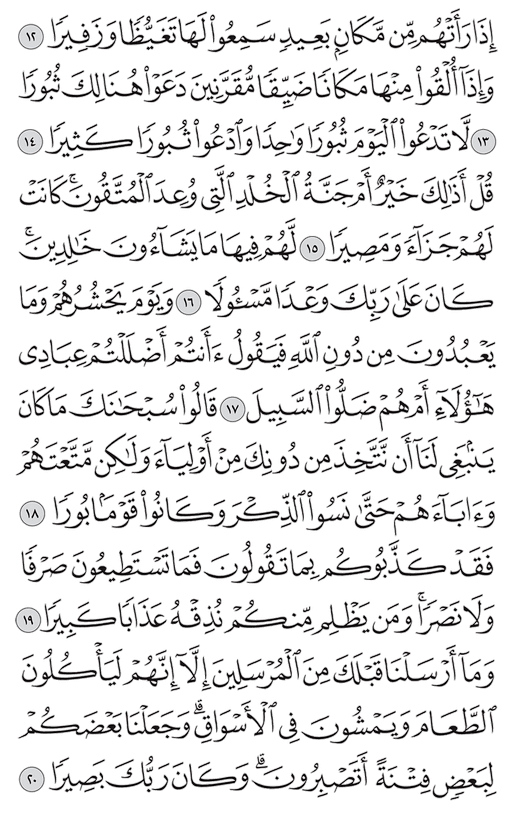 إِذَا رَأَتْهُم مِّن مَّكَانٍۭ بَعِيدٍ سَمِعُوا۟ لَهَا تَغَيُّظًا وَزَفِيرًا ١٢
وَإِذَآ أُلْقُوا۟ مِنْهَا مَكَانًا ضَيِّقًا مُّقَرَّنِينَ دَعَوْا۟ هُنَالِكَ ثُبُورًا
١٣ لَّا تَدْعُوا۟ ٱلْيَوْمَ ثُبُورًا وَٰحِدًا وَٱدْعُوا۟ ثُبُورًا كَثِيرًا ١٤
قُلْ أَذَٰلِكَ خَيْرٌ أَمْ جَنَّةُ ٱلْخُلْدِ ٱلَّتِى وُعِدَ ٱلْمُتَّقُونَ ۚ كَانَتْ
لَهُمْ جَزَآءً وَمَصِيرًا ١٥ لَّهُمْ فِيهَا مَا يَشَآءُونَ خَٰلِدِينَ ۚ
كَانَ عَلَىٰ رَبِّكَ وَعْدًا مَّسْـُٔولًا ١٦ وَيَوْمَ يَحْشُرُهُمْ وَمَا
يَعْبُدُونَ مِن دُونِ ٱللَّهِ فَيَقُولُ ءَأَنتُمْ أَضْلَلْتُمْ عِبَادِى
هَٰٓؤُلَآءِ أَمْ هُمْ ضَلُّوا۟ ٱلسَّبِيلَ ١٧ قَالُوا۟ سُبْحَٰنَكَ مَا كَانَ
يَنۢبَغِى لَنَآ أَن نَّتَّخِذَ مِن دُونِكَ مِنْ أَوْلِيَآءَ وَلَٰكِن مَّتَّعْتَهُمْ
وَءَابَآءَهُمْ حَتَّىٰ نَسُوا۟ ٱلذِّكْرَ وَكَانُوا۟ قَوْمًۢا بُورًا ١٨
فَقَدْ كَذَّبُوكُم بِمَا تَقُولُونَ فَمَا تَسْتَطِيعُونَ صَرْفًا
وَلَا نَصْرًا ۚ وَمَن يَظْلِم مِّنكُمْ نُذِقْهُ عَذَابًا كَبِيرًا ١٩
وَمَآ أَرْسَلْنَا قَبْلَكَ مِنَ ٱلْمُرْسَلِينَ إِلَّآ إِنَّهُمْ لَيَأْكُلُونَ
ٱلطَّعَامَ وَيَمْشُونَ فِى ٱلْأَسْوَاقِ ۗ وَجَعَلْنَا بَعْضَكُمْ
لِبَعْضٍ فِتْنَةً أَتَصْبِرُونَ ۗ وَكَانَ رَبُّكَ بَصِيرًا ٢٠